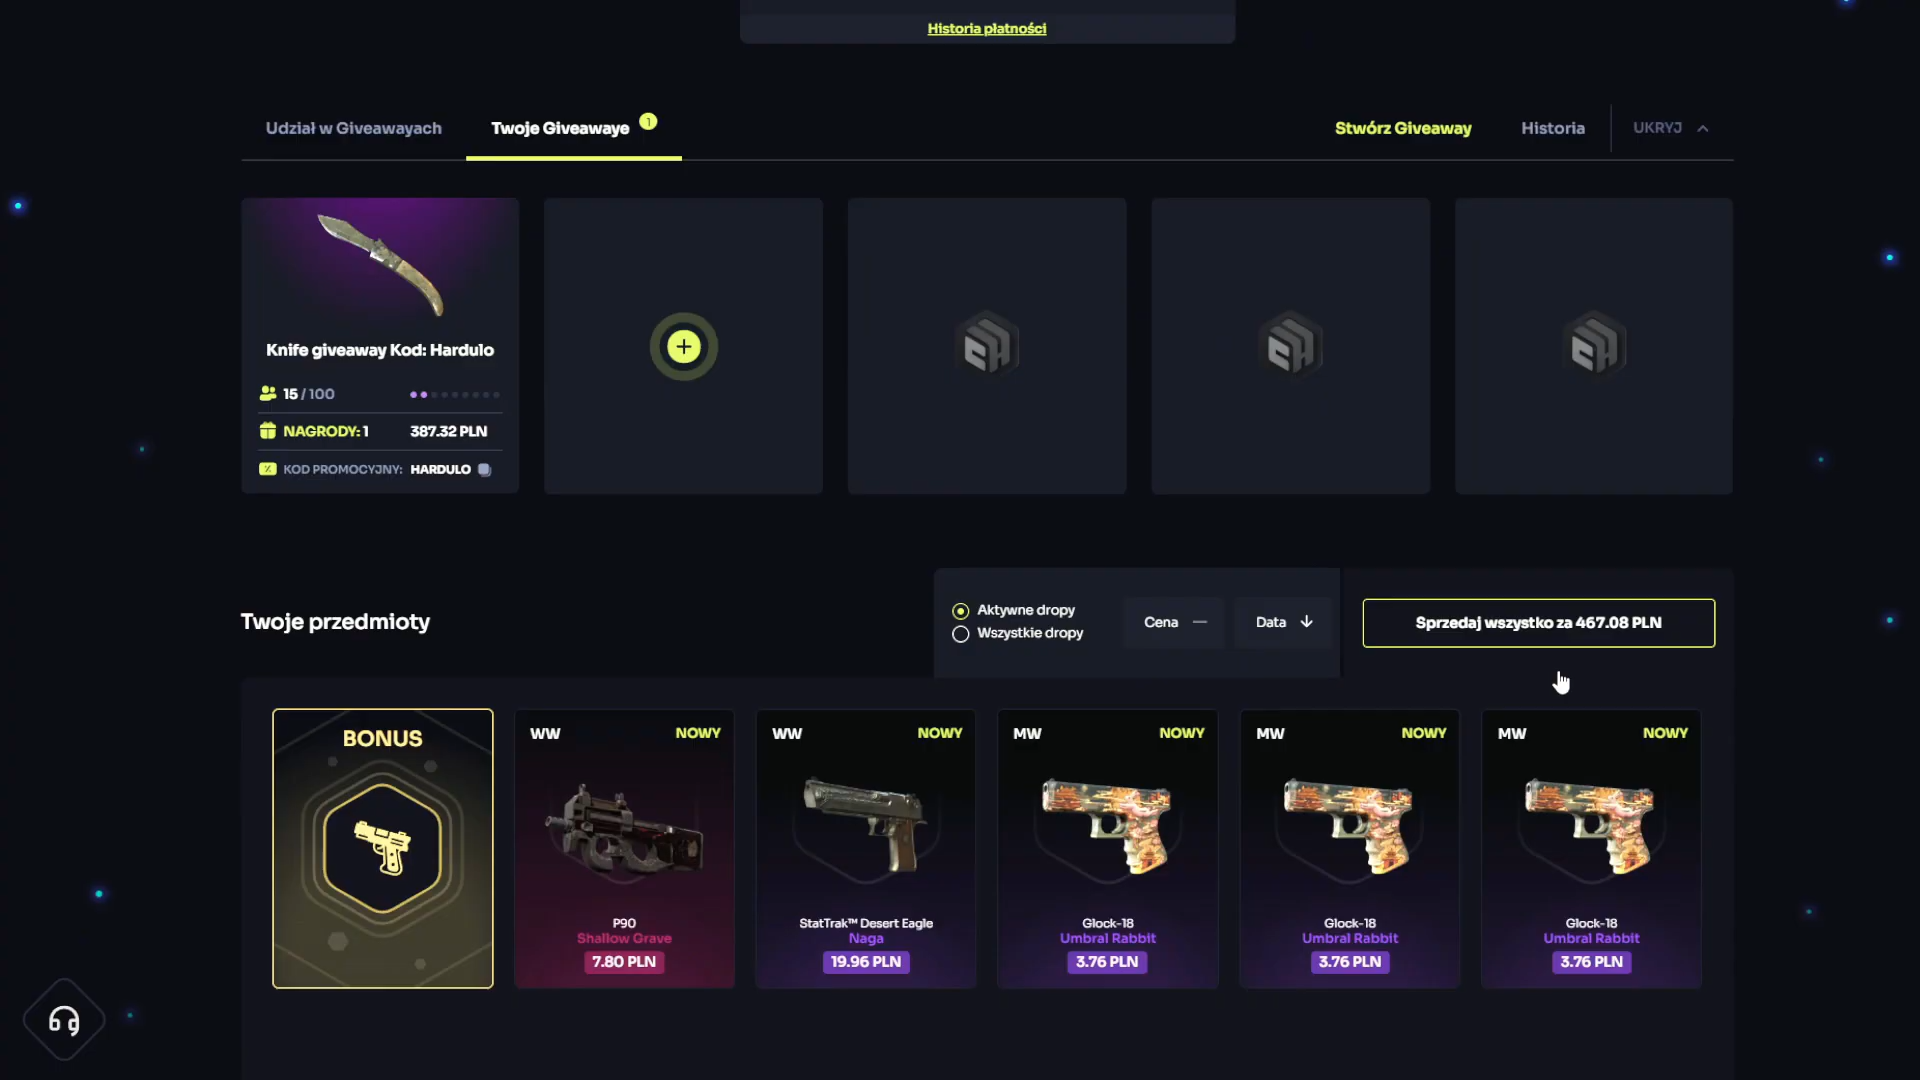 Historia płatności
Udział w Giveawayach
Twoje Giveawaye 1
Stwórz Giveaway
Historia
UKRYJ
Knife giveaway Kod: Hardulo
15 / 100
NAGRODY: 1 387.32 PLN
KOD PROMOCYJNY: HARDULO
Twoje przedmioty
Aktywne dropy
Wszystkie dropy
Cena
Data
Sprzedaj wszystko za 467.08 PLN
BONUS
WW NOWY
P90
Shallow Grave
7.80 PLN
WW NOWY
StatTrak™ Desert Eagle
Naga
19.96 PLN
MW NOWY
Glock-18
Umbral Rabbit
3.76 PLN
MW NOWY
Glock-18
Umbral Rabbit
3.76 PLN
MW NOWY
Glock-18
Umbral Rabbit
3.76 PLN